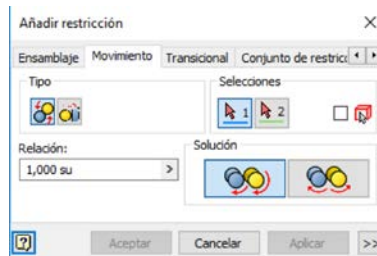 Añadir restricción
Ensamblaje Movimiento Transicional Conjunto de restricc
Tipo
Selecciones
1 2
Relación:
1,000 su
Solución
Aceptar Cancelar Aplicar >>